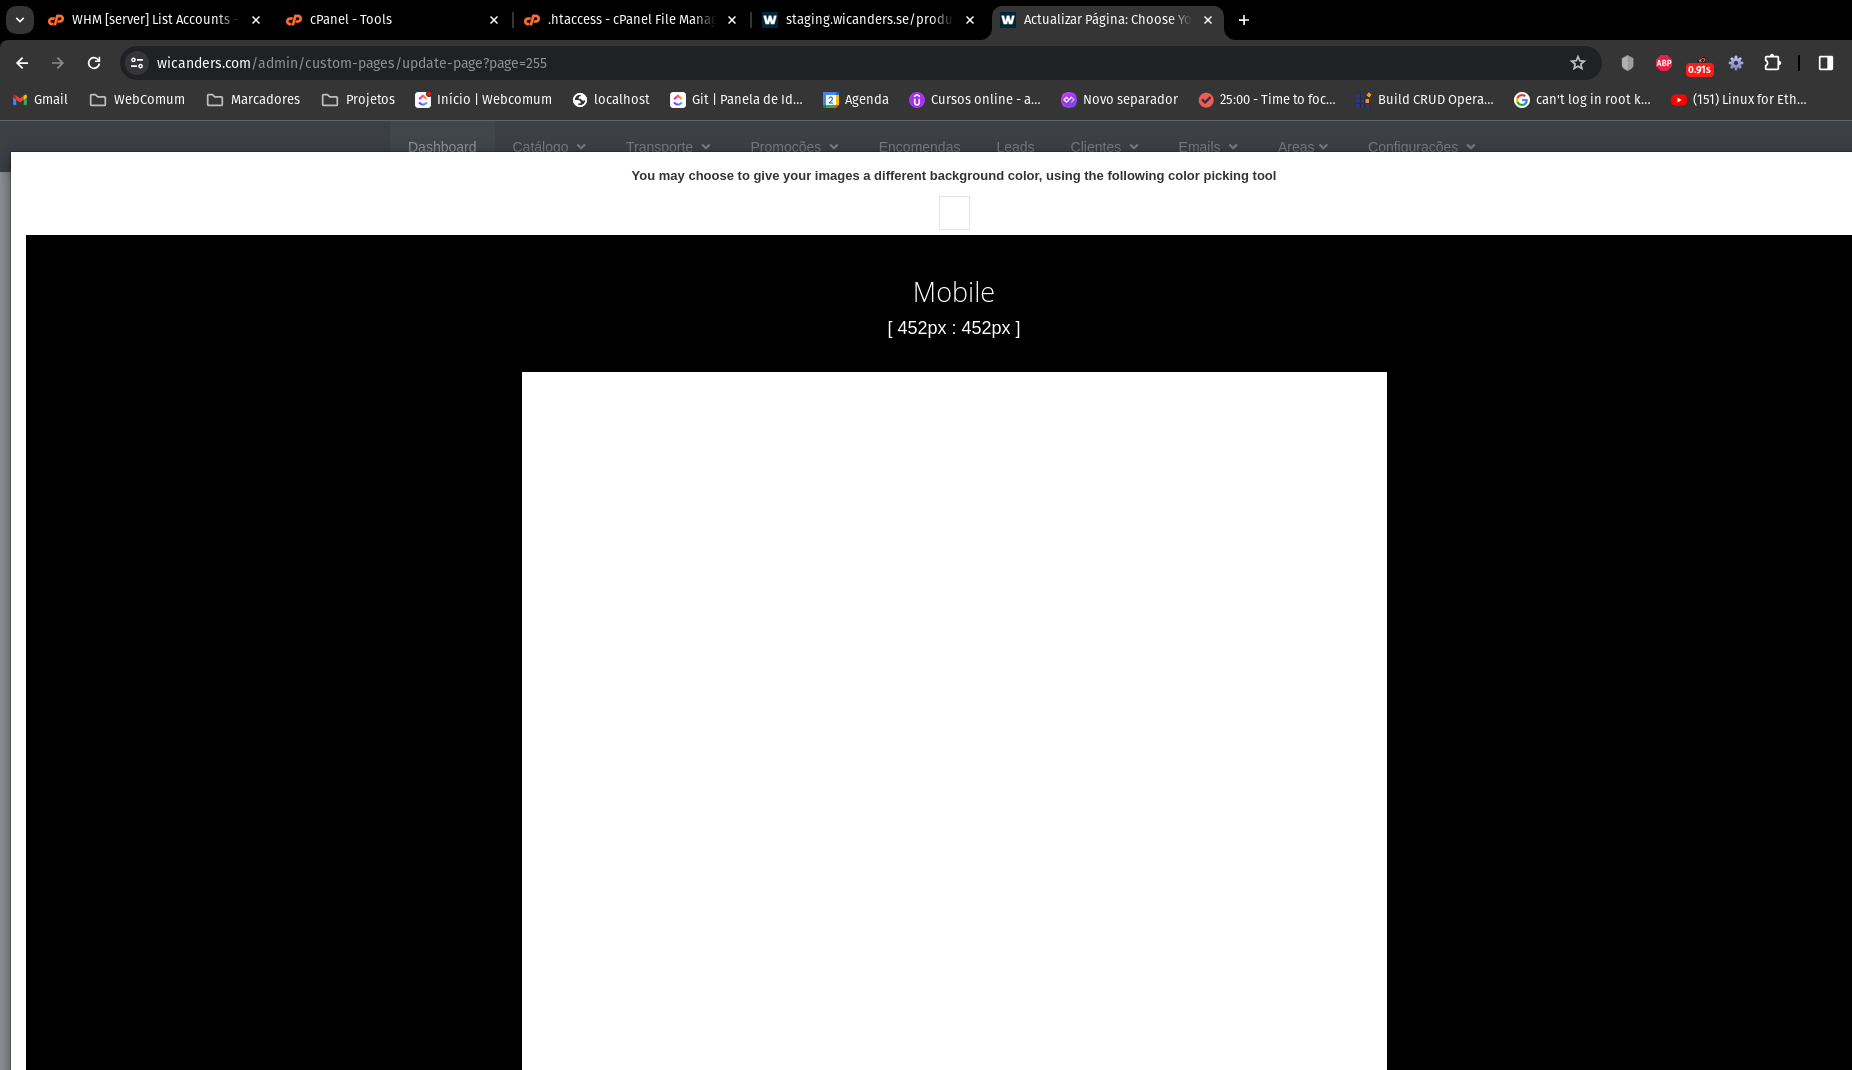 WHM [server] List Accounts -
cPanel - Tools
.htaccess - cPanel File Manag
staging.wicanders.se/produ
Actualizar Página: Choose Yo
wicanders.com/admin/custom-pages/update-page?page=255
ABP
0.91s
Gmail
WebComum
Marcadores
Projetos
Início | Webcomum
localhost
Git | Panela de Id...
Agenda
Cursos online - a...
Novo separador
25:00 - Time to foc...
Build CRUD Opera...
can't log in root k...
(151) Linux for Eth...
Dashboard
Catálogo
Transporte
Promoções
Encomendas
Leads
Clientes
Emails
Areas
Configurações
You may choose to give your images a different background color, using the following color picking tool
Mobile
[ 452px : 452px ]